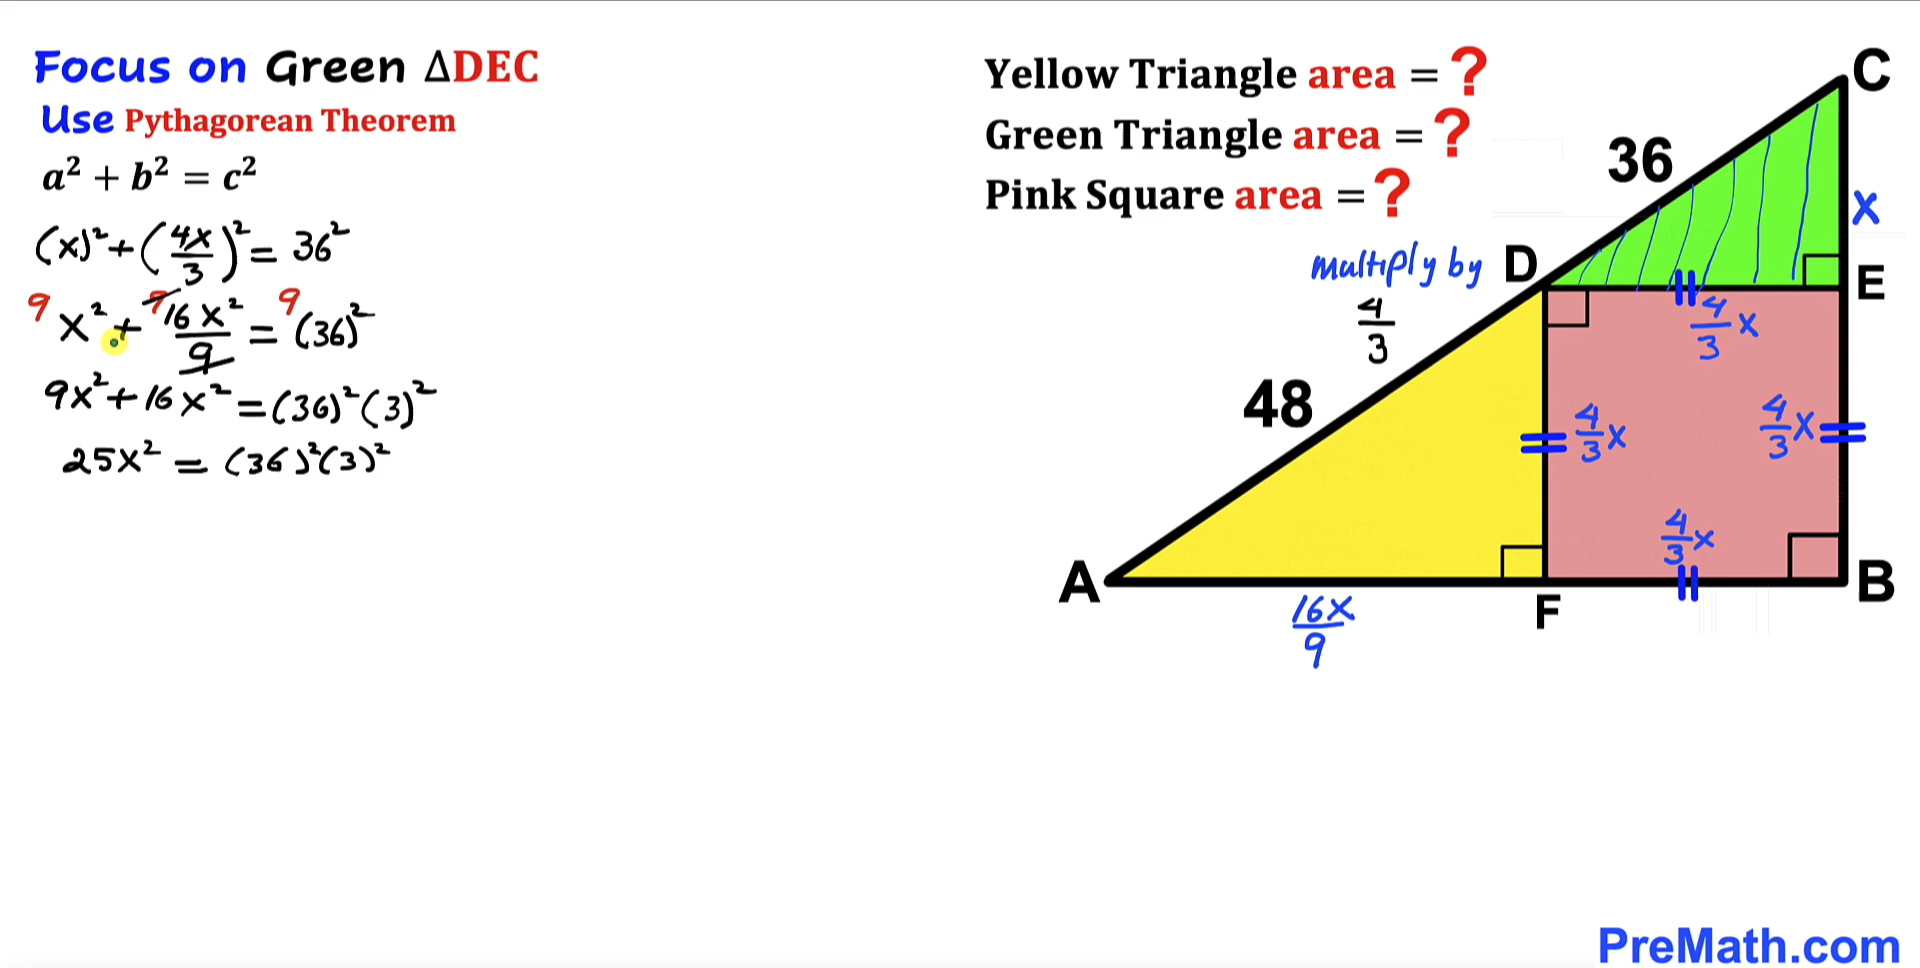 Focus on Green ΔDEC
Use Pythagorean Theorem
a² + b² = c²
(x)² + (4x/3)² = 36²
9 x² + 9 16x²/9 = 9 (36)²
9x² + 16x² = (36)²(3)²
25x² = (36)²(3)²
Yellow Triangle area = ?
Green Triangle area = ?
Pink Square area = ?
multiply by
4/3
C
36
x
D
E
4/3 x
48
4/3 x
4/3 x
4/3 x
A
B
F
16x/9
PreMath.com